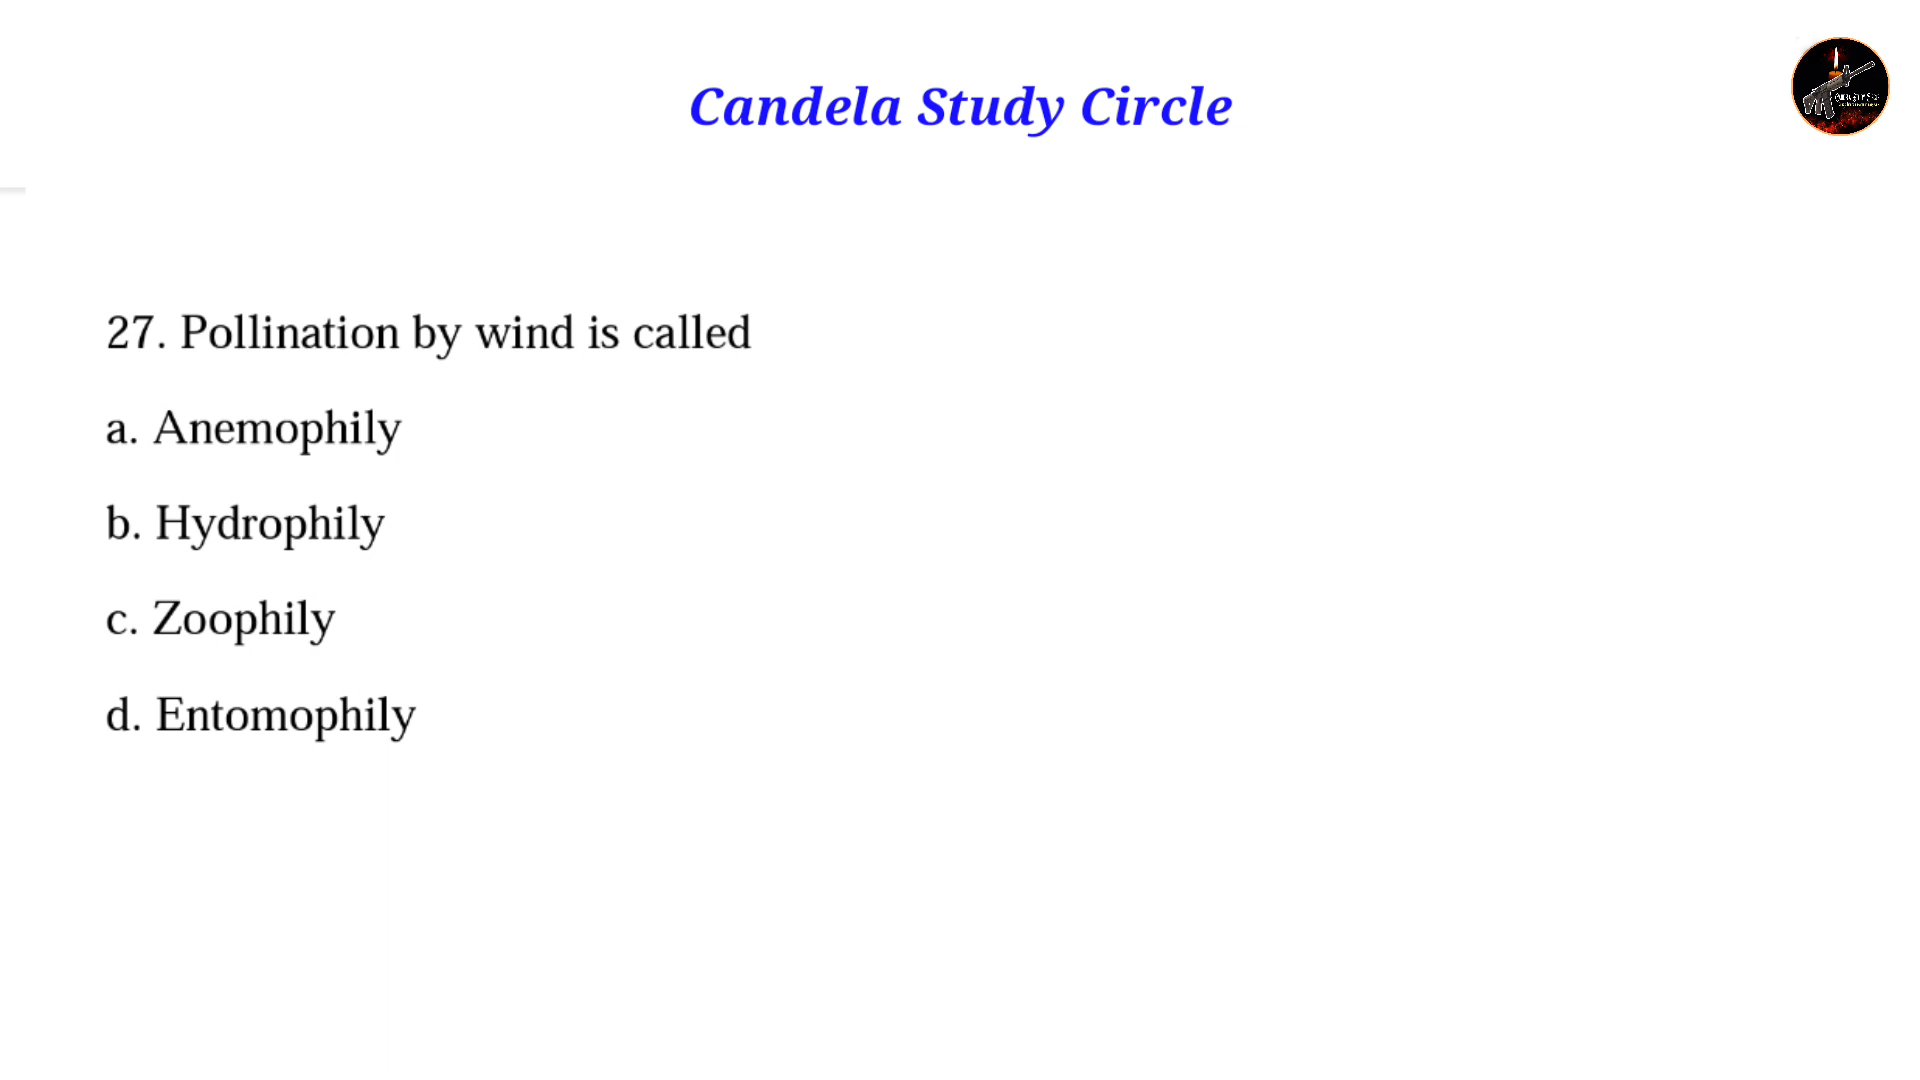 Candela Study Circle
27. Pollination by wind is called
a. Anemophily
b. Hydrophily
c. Zoophily
d. Entomophily